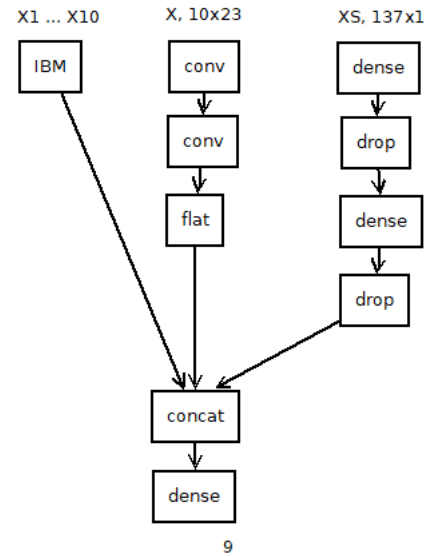 X1 ... X10
X, 10x23
XS, 137x1
IBM
conv
dense
conv
drop
flat
dense
drop
concat
dense
9